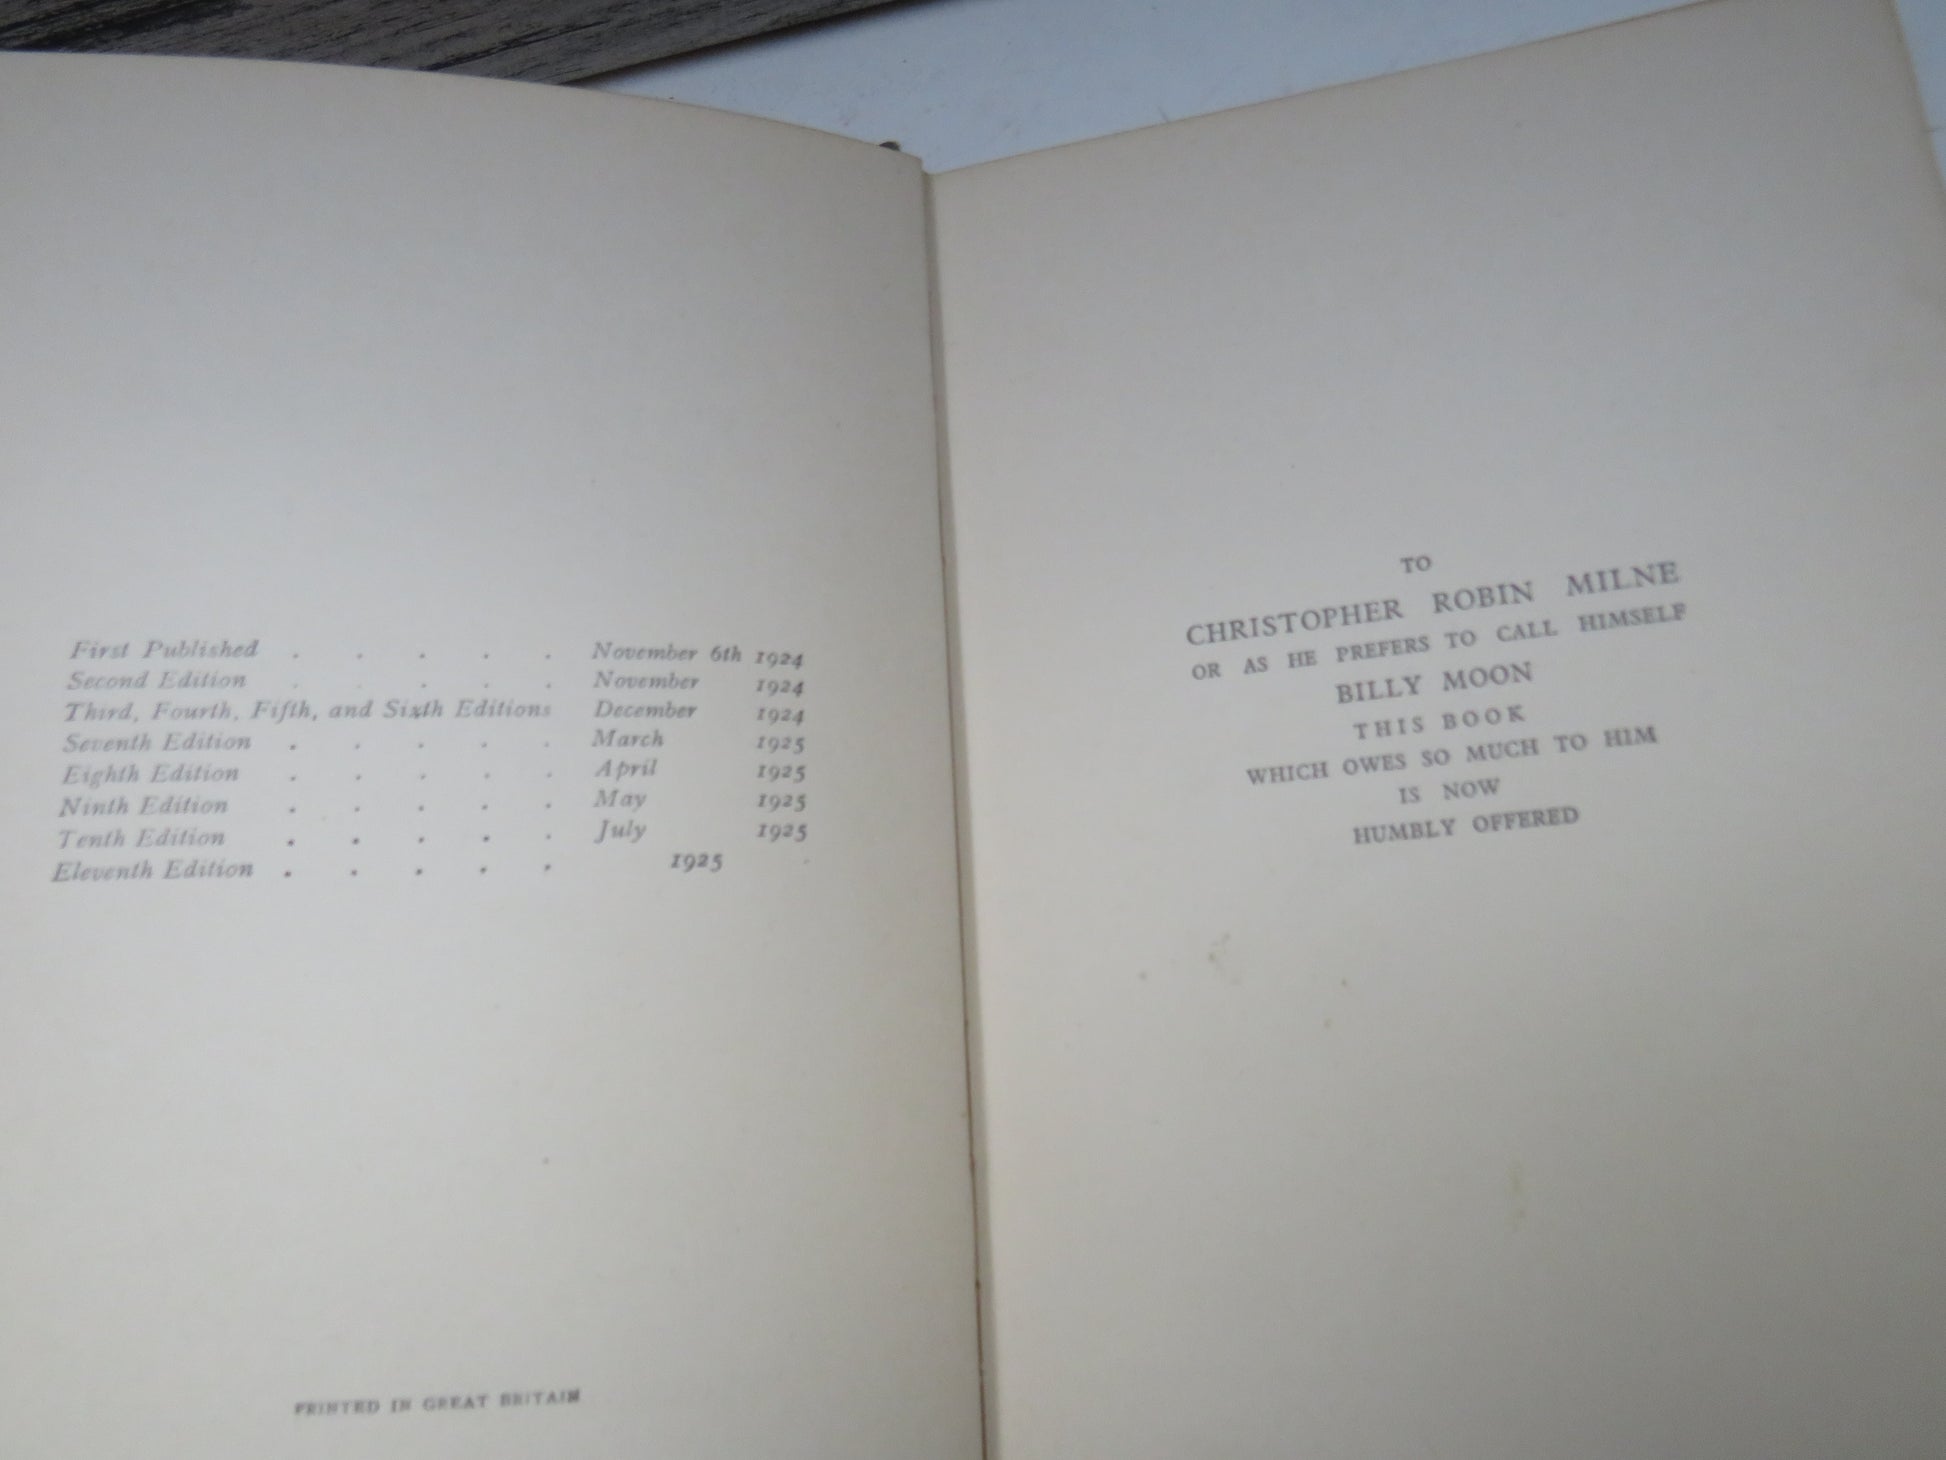 First Published . . . . . November 6th 1924
Second Edition . . . . . November 1924
Third, Fourth, Fifth, and Sixth Editions December 1924
Seventh Edition . . . . . March 1925
Eighth Edition . . . . . April 1925
Ninth Edition . . . . . May 1925
Tenth Edition . . . . . July 1925
Eleventh Edition . . . . . 1925
PRINTED IN GREAT BRITAIN
TO
CHRISTOPHER ROBIN MILNE
OR AS HE PREFERS TO CALL HIMSELF
BILLY MOON
THIS BOOK
WHICH OWES SO MUCH TO HIM
IS NOW
HUMBLY OFFERED